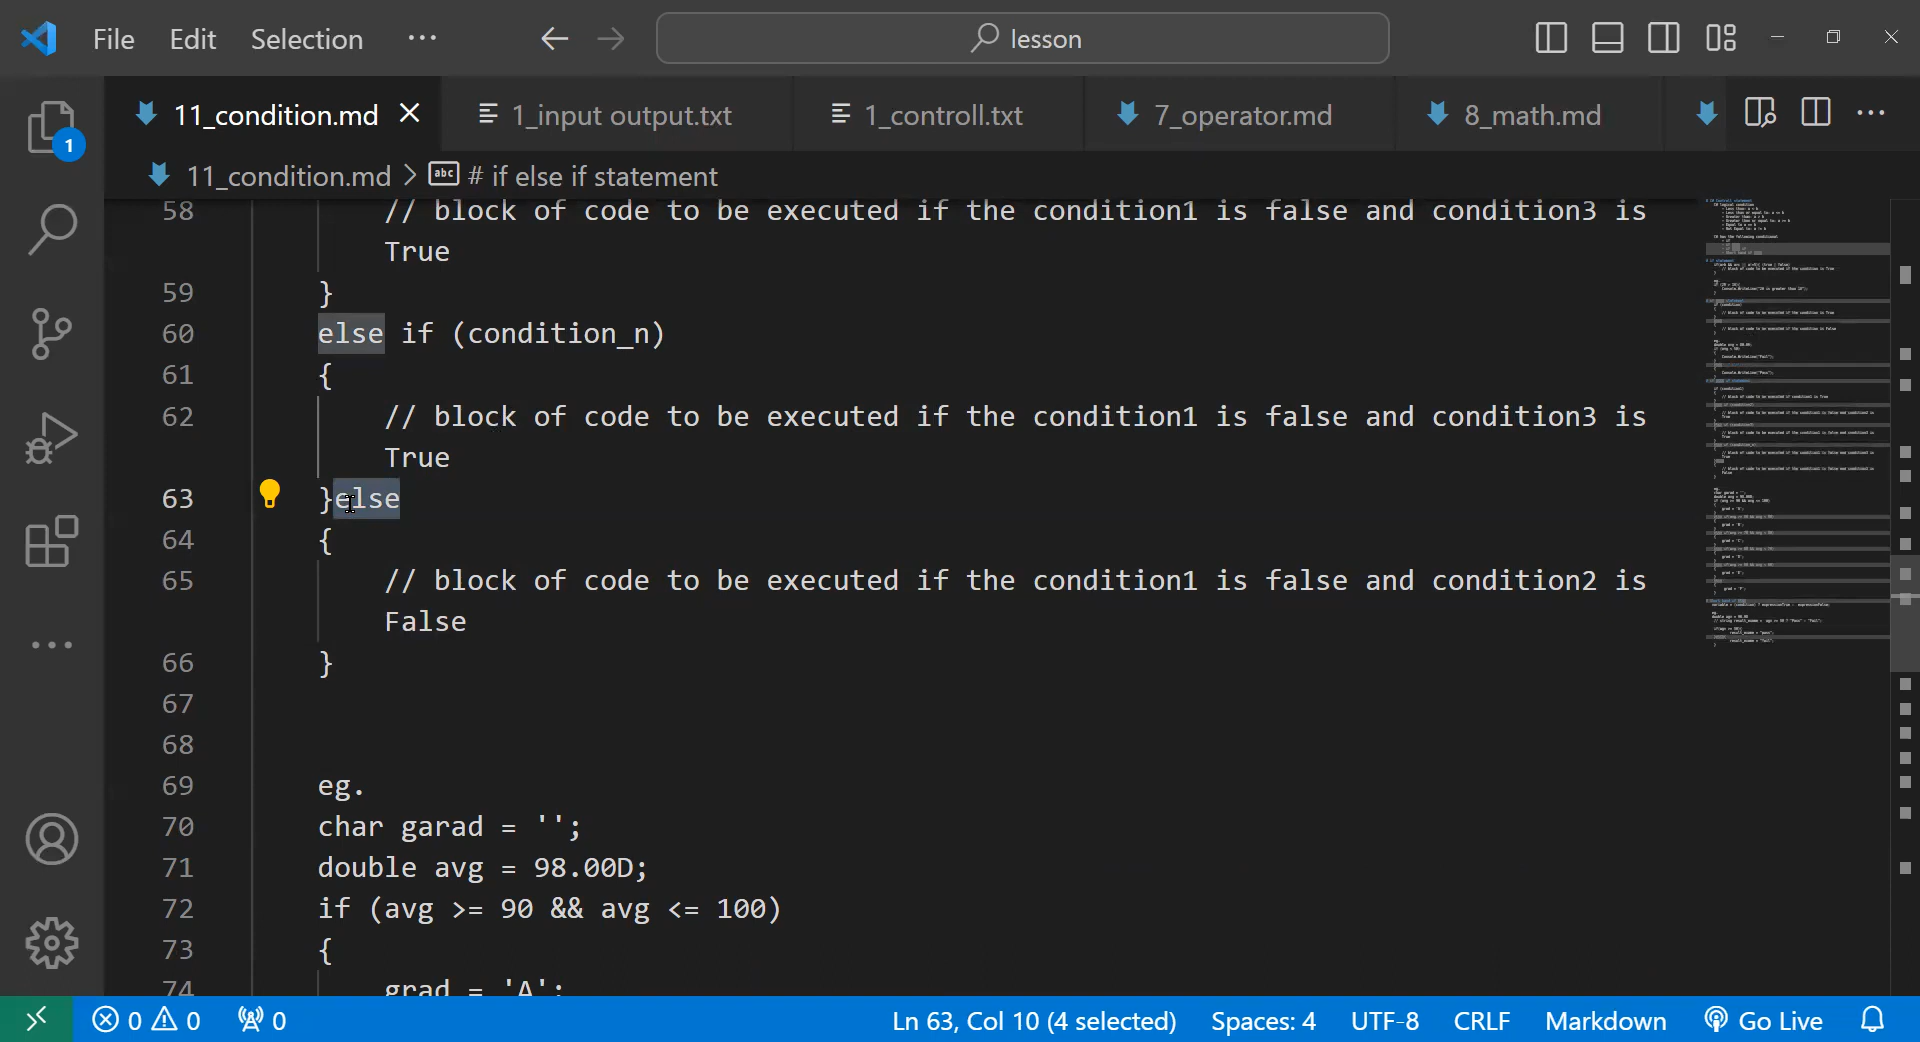 File Edit Selection ... lesson
11_condition.md 1_input output.txt 1_controll.txt 7_operator.md 8_math.md ...
11_condition.md > abc # if else if statement
1
58 // block of code to be executed if the condition1 is false and condition3 is
True
59 }
60 else if (condition_n)
61 {
62 // block of code to be executed if the condition1 is false and condition3 is
True
63 }else
64 {
65 // block of code to be executed if the condition1 is false and condition2 is
False
66 }
67
68
69 eg.
70 char garad = '';
71 double avg = 98.00D;
72 if (avg >= 90 && avg <= 100)
73 {
74 grad = 'A';
0 0 0 Ln 63, Col 10 (4 selected) Spaces: 4 UTF-8 CRLF Markdown Go Live